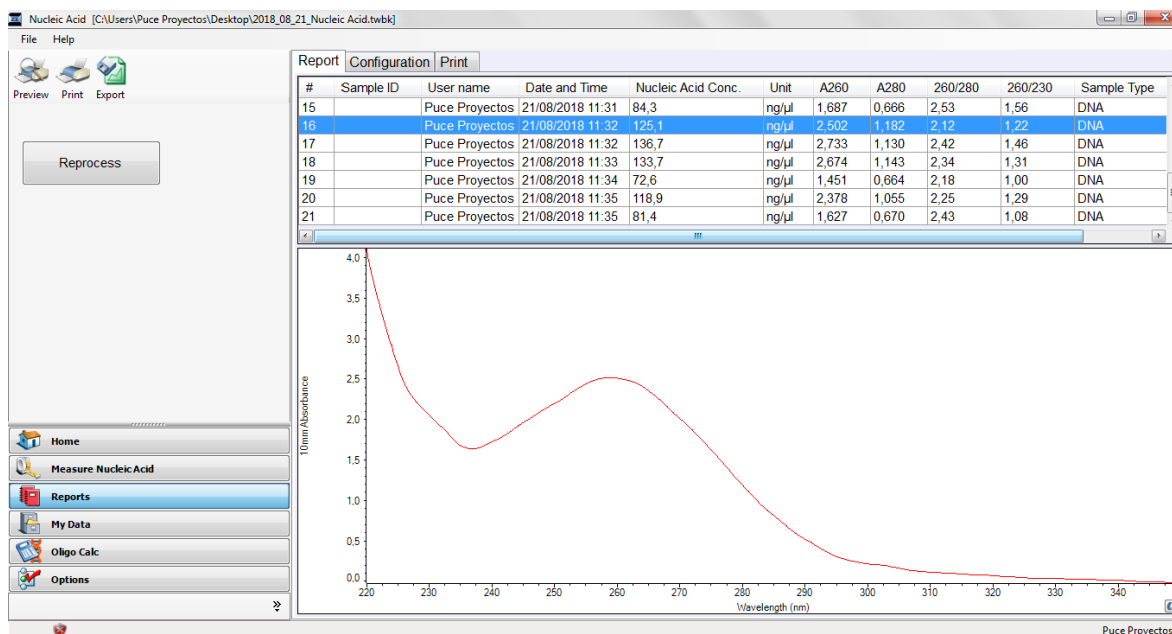 Nucleic Acid [C:\Users\Puce Proyectos\Desktop\2018_08_21_Nucleic Acid.twbk]
File Help
Preview Print Export
Reprocess
Report Configuration Print
# Sample ID User name Date and Time Nucleic Acid Conc. Unit A260 A280 260/280 260/230 Sample Type
15 Puce Proyectos 21/08/2018 11:31 84,3 ng/µl 1,687 0,666 2,53 1,56 DNA
16 Puce Proyectos 21/08/2018 11:32 125,1 ng/µl 2,502 1,182 2,12 1,22 DNA
17 Puce Proyectos 21/08/2018 11:32 136,7 ng/µl 2,733 1,130 2,42 1,46 DNA
18 Puce Proyectos 21/08/2018 11:33 133,7 ng/µl 2,674 1,143 2,34 1,31 DNA
19 Puce Proyectos 21/08/2018 11:34 72,6 ng/µl 1,451 0,664 2,18 1,00 DNA
20 Puce Proyectos 21/08/2018 11:35 118,9 ng/µl 2,378 1,055 2,25 1,29 DNA
21 Puce Proyectos 21/08/2018 11:35 81,4 ng/µl 1,627 0,670 2,43 1,08 DNA
4,0
3,5
3,0
2,5
2,0
1,5
1,0
0,5
0,0
10mm Absorbance
220 230 240 250 260 270 280 290 300 310 320 330 340
Wavelength (nm)
Home
Measure Nucleic Acid
Reports
My Data
Oligo Calc
Options
Puce Proyectos